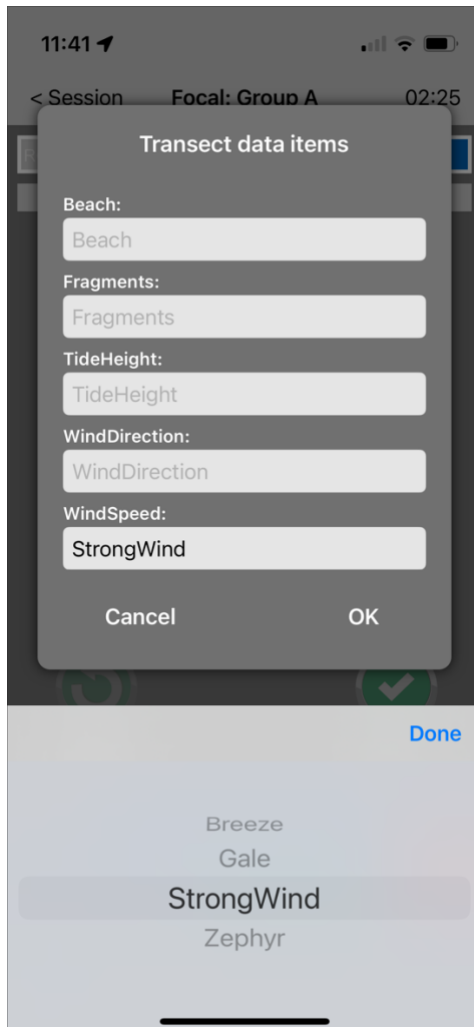 11:41
< Session Focal: Group A 02:25
Transect data items
Beach:
Beach
Fragments:
Fragments
TideHeight:
TideHeight
WindDirection:
WindDirection
WindSpeed:
StrongWind
Cancel OK
Done
Breeze
Gale
StrongWind
Zephyr